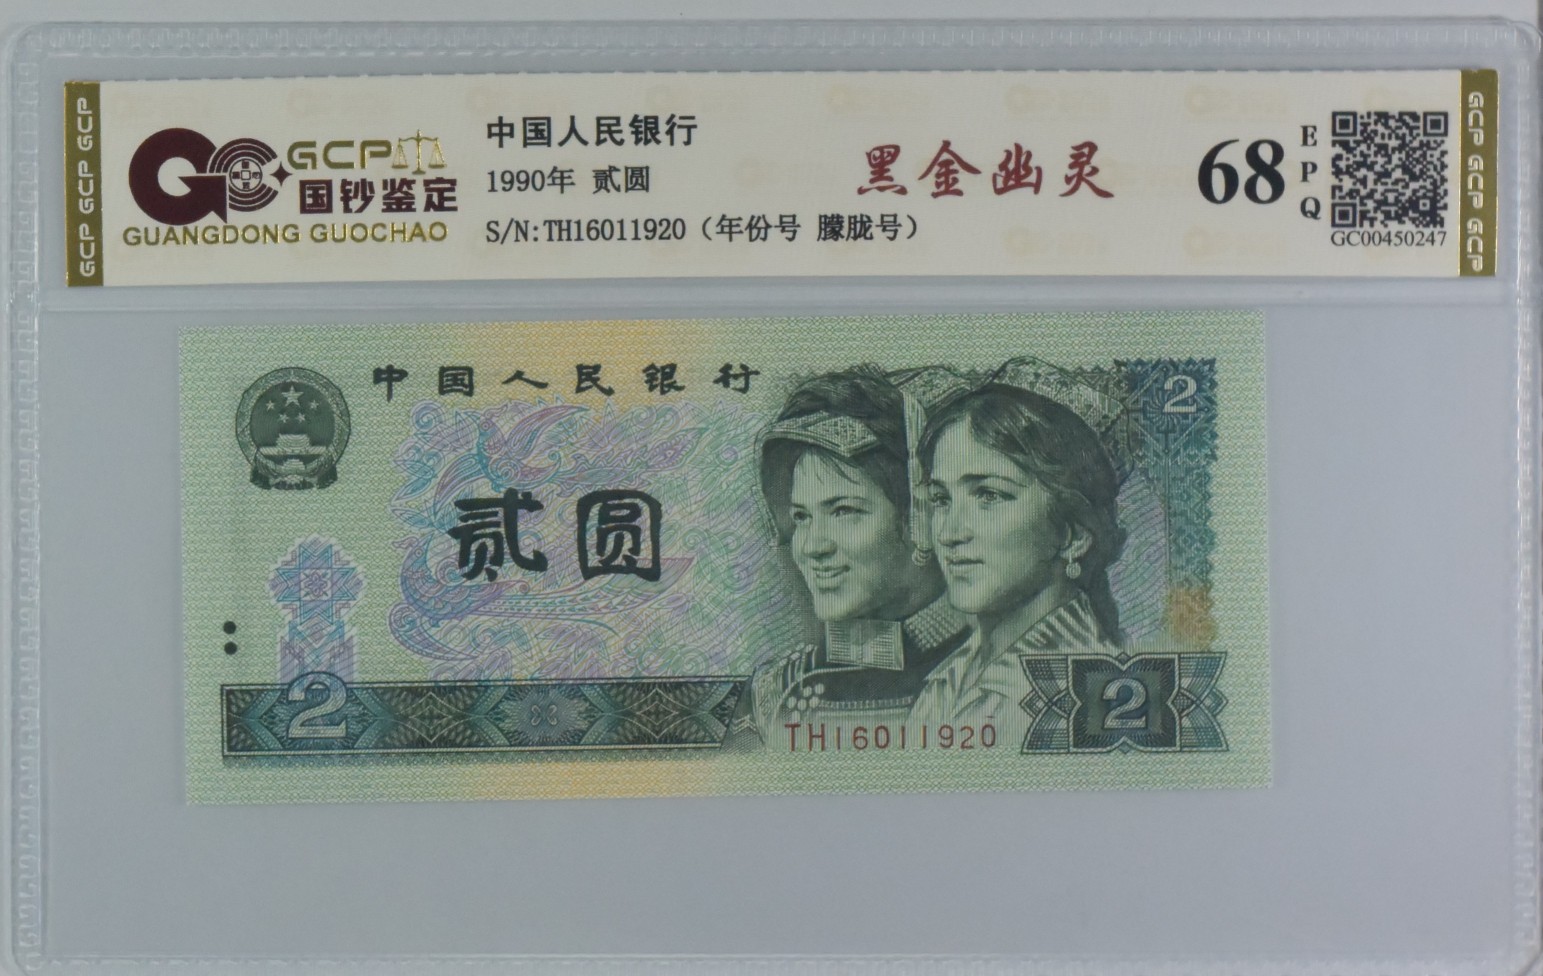 GCP GCP GCP
GCP
国钞鉴定
GUANGDONG GUOCHAO
中国人民银行
1990年 贰圆
S/N:TH16011920（年份号 朦胧号）
黑金幽灵
68
EPQ
GC00450247
GCP GCP GCP
中国人民银行
2
贰圆
2
TH16011920
2